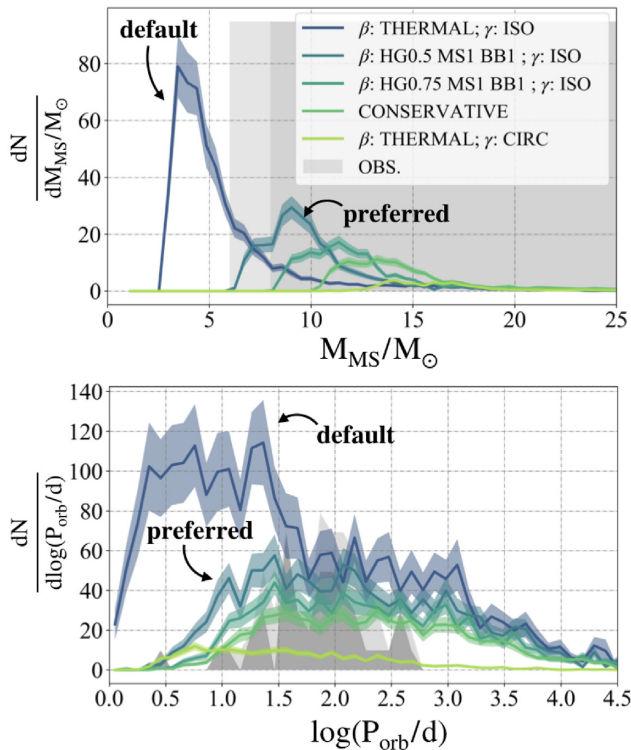 default
β: THERMAL; γ: ISO
β: HG0.5 MS1 BB1 ; γ: ISO
β: HG0.75 MS1 BB1 ; γ: ISO
CONSERVATIVE
β: THERMAL; γ: CIRC
OBS.
preferred
dN
dM_MS/M_⊙
80
60
40
20
0
0 5 10 15 20 25
M_MS/M_⊙
140
120
100
80
60
40
20
0
default
preferred
dN
dlog(P_orb/d)
0.0 0.5 1.0 1.5 2.0 2.5 3.0 3.5 4.0 4.5
log(P_orb/d)